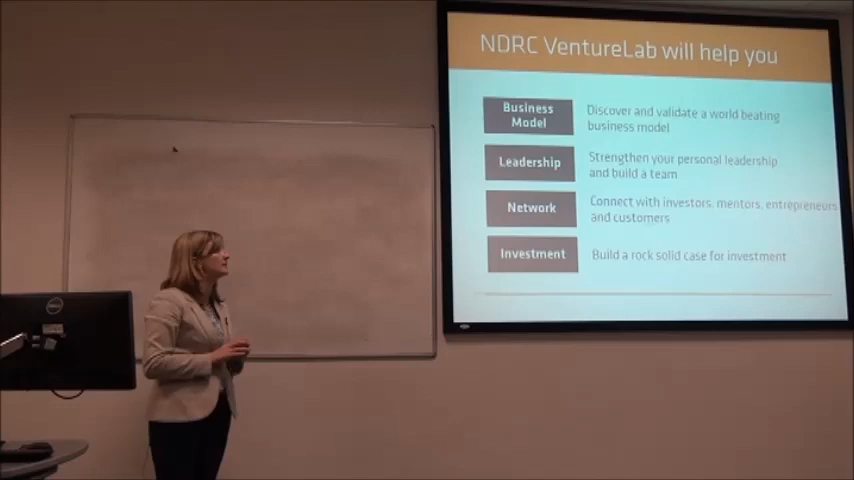 NDRC VentureLab will help you
Business
Model
Discover and validate a world beating
business model
Leadership
Strengthen your personal leadership
and build a team
Network
Connect with investors, mentors, entrepreneurs
and customers
Investment
Build a rock solid case for investment
DELL